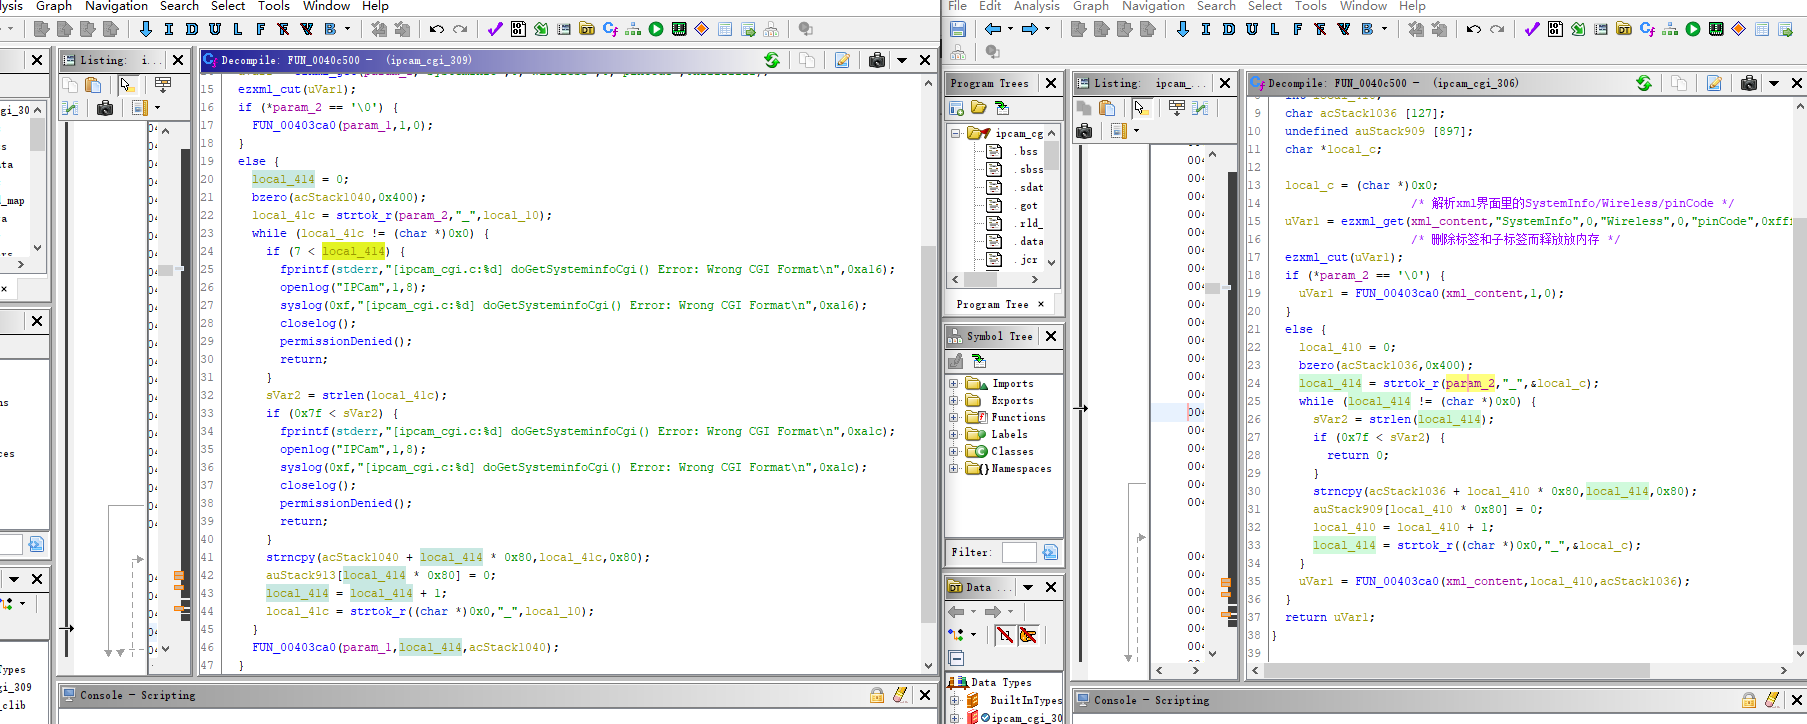 ysis Graph Navigation Search Select Tools Window Help
File Edit Analysis Graph Navigation Search Select Tools Window Help
I D U L F R V B
I D U L F R V B
Listing: i...
Decompile: FUN_0040c500 - (ipcam_cgi_309)
15 ezxml_cut(uVar1);
16 if (*param_2 == '\0') {
17 FUN_00403ca0(param_1,1,0);
18 }
19 else {
20 local_414 = 0;
21 bzero(acStack1040,0x400);
22 local_41c = strtok_r(param_2,"_",local_10);
23 while (local_41c != (char *)0x0) {
24 if (7 < local_414) {
25 fprintf(stderr,"[ipcam_cgi.c:%d] doGetSysteminfoCgi() Error: Wrong CGI Format\n",0xa16);
26 openlog("IPCam",1,8);
27 syslog(0xf,"[ipcam_cgi.c:%d] doGetSysteminfoCgi() Error: Wrong CGI Format\n",0xa16);
28 closelog();
29 permissionDenied();
30 return;
31 }
32 sVar2 = strlen(local_41c);
33 if (0x7f < sVar2) {
34 fprintf(stderr,"[ipcam_cgi.c:%d] doGetSysteminfoCgi() Error: Wrong CGI Format\n",0xa1c);
35 openlog("IPCam",1,8);
36 syslog(0xf,"[ipcam_cgi.c:%d] doGetSysteminfoCgi() Error: Wrong CGI Format\n",0xa1c);
37 closelog();
38 permissionDenied();
39 return;
40 }
41 strncpy(acStack1040 + local_414 * 0x80,local_41c,0x80);
42 auStack913[local_414 * 0x80] = 0;
43 local_414 = local_414 + 1;
44 local_41c = strtok_r((char *)0x0,"_",local_10);
45 }
46 FUN_00403ca0(param_1,local_414,acStack1040);
47 }
Console - Scripting
Program Trees
ipcam_cg
.bss
.sbss
.sdat
.got
.rld_
.data
.jcr
Program Tree ×
Symbol Tree
Imports
Exports
Functions
Labels
Classes
{} Namespaces
Filter:
Data ...
Data Types
BuiltInTypes
ipcam_cgi_30
Listing: ipcam_...
Decompile: FUN_0040c500 - (ipcam_cgi_306)
9 char acStack1036 [127];
10 undefined auStack909 [897];
11 char *local_c;
12
13 local_c = (char *)0x0;
14 /* 解析xml界面里的SystemInfo/Wireless/pinCode */
15 uVar1 = ezxml_get(xml_content,"SystemInfo",0,"Wireless",0,"pinCode",0xfff
16 /* 删除标签和子标签而释放放内存 */
17 ezxml_cut(uVar1);
18 if (*param_2 == '\0') {
19 uVar1 = FUN_00403ca0(xml_content,1,0);
20 }
21 else {
22 local_410 = 0;
23 bzero(acStack1036,0x400);
24 local_414 = strtok_r(param_2,"_",&local_c);
25 while (local_414 != (char *)0x0) {
26 sVar2 = strlen(local_414);
27 if (0x7f < sVar2) {
28 return 0;
29 }
30 strncpy(acStack1036 + local_410 * 0x80,local_414,0x80);
31 auStack909[local_410 * 0x80] = 0;
32 local_410 = local_410 + 1;
33 local_414 = strtok_r((char *)0x0,"_",&local_c);
34 }
35 uVar1 = FUN_00403ca0(xml_content,local_410,acStack1036);
36 }
37 return uVar1;
38 }
39
Console - Scripting